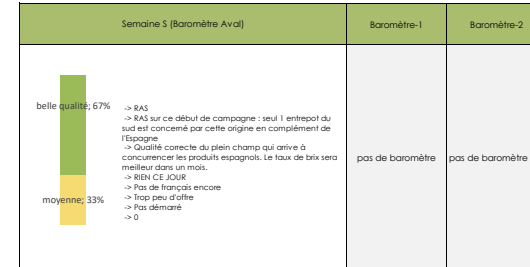 Semaine S (Baromètre Aval)
Baromètre-1
Baromètre-2
belle qualité; 67%
moyenne; 33%
-> RAS
-> RAS sur ce début de campagne : seul 1 entrepot du
sud est concerné par cette origine en complément de
l'Espagne
-> Qualité correcte du plein champ qui arrive à
concurrencer les produits espagnols. Le taux de brix sera
meilleur dans un mois.
-> RIEN CE JOUR
-> Pas de français encore
-> Trop peu d'offre
-> Pas démarré
-> 0
pas de baromètre
pas de baromètre